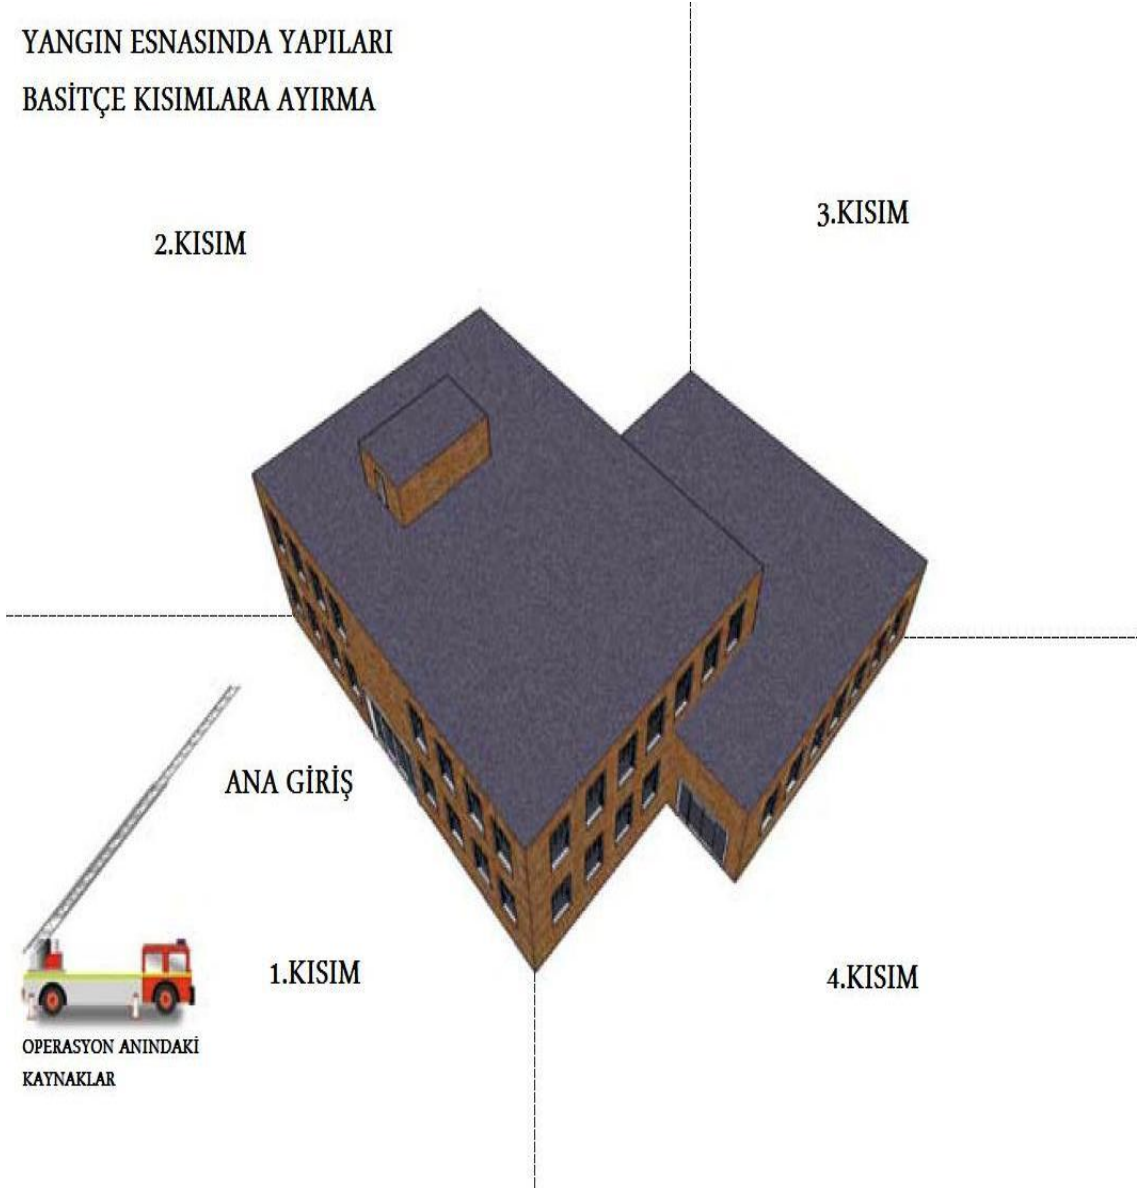 YANGIN ESNASINDA YAPILARI
BASİTÇE KISIMLARA AYIRMA
3.KISIM
2.KISIM
ANA GİRİŞ
1.KISIM
4.KISIM
OPERASYON ANINDAKİ
KAYNAKLAR